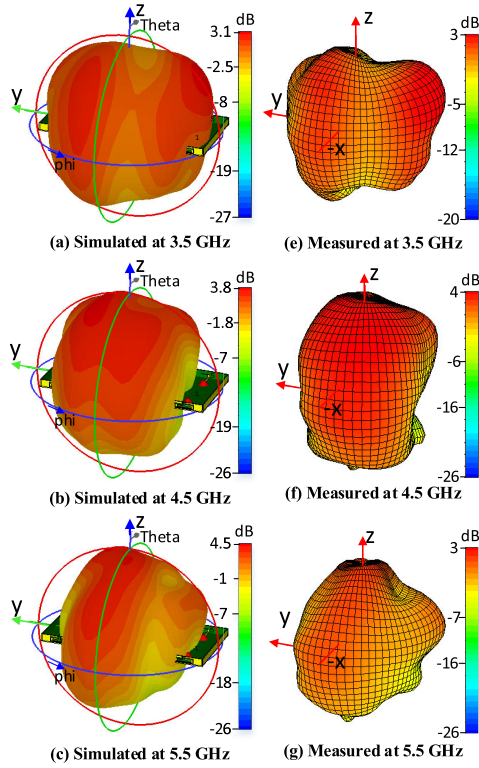 dB
z
Theta
3.1
-2.5
-8
-19
-27
y
phi
1
(a) Simulated at 3.5 GHz
dB
z
3
-5
-12
-20
y
-x
(e) Measured at 3.5 GHz
dB
z
Theta
3.8
-1.8
-7
-18
-26
y
phi
(b) Simulated at 4.5 GHz
dB
z
4
-6
-16
-26
y
-x
(f) Measured at 4.5 GHz
dB
z
Theta
4.5
-1
-7
-18
-26
y
phi
(c) Simulated at 5.5 GHz
dB
z
3
-7
-16
-26
y
-x
(g) Measured at 5.5 GHz